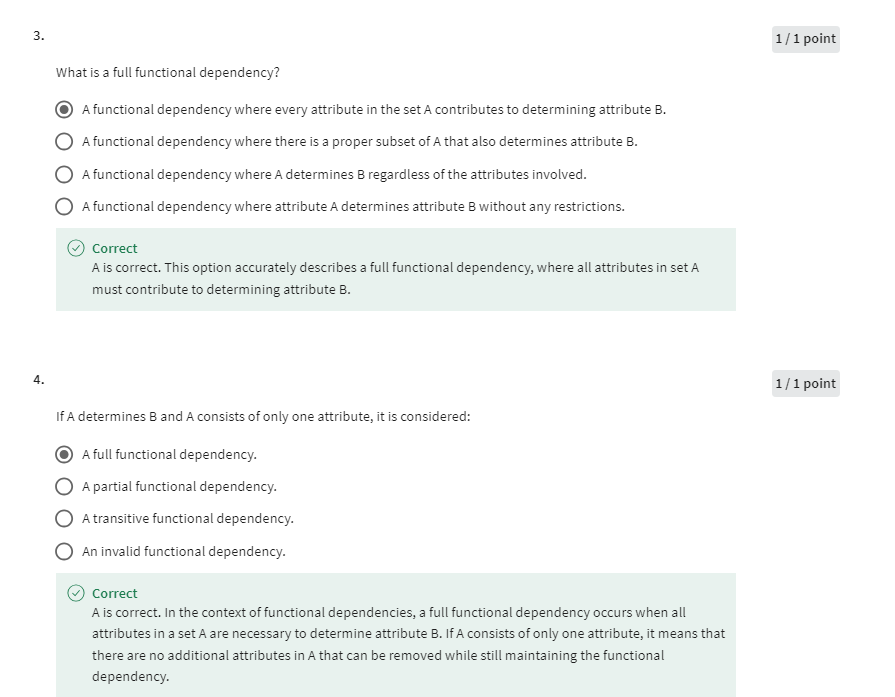 3.
1 / 1 point
What is a full functional dependency?
A functional dependency where every attribute in the set A contributes to determining attribute B.
A functional dependency where there is a proper subset of A that also determines attribute B.
A functional dependency where A determines B regardless of the attributes involved.
A functional dependency where attribute A determines attribute B without any restrictions.
Correct
A is correct. This option accurately describes a full functional dependency, where all attributes in set A
must contribute to determining attribute B.
4.
1 / 1 point
If A determines B and A consists of only one attribute, it is considered:
A full functional dependency.
A partial functional dependency.
A transitive functional dependency.
An invalid functional dependency.
Correct
A is correct. In the context of functional dependencies, a full functional dependency occurs when all
attributes in a set A are necessary to determine attribute B. If A consists of only one attribute, it means that
there are no additional attributes in A that can be removed while still maintaining the functional
dependency.